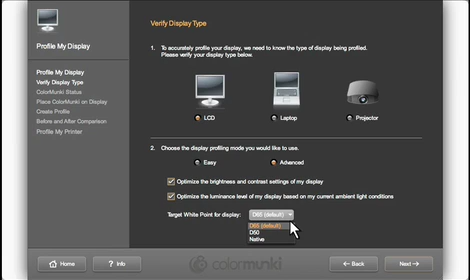 Profile My Display
Profile My Display
Verify Display Type
ColorMunki Status
Place ColorMunki on Display
Create Profile
Before and After Comparison
Profile My Printer
Verify Display Type
1. To accurately profile your display, we need to know the type of display being profiled.
Please verify your display type below.
LCD Laptop Projector
2. Choose the display profiling mode you would like to use.
Easy Advanced
Optimize the brightness and contrast settings of my display
Optimize the luminance level of my display based on my current ambient light conditions
Target White Point for display: D65 (default)
D65 (default)
D50
Native
Home ? Info colormunki Back Next